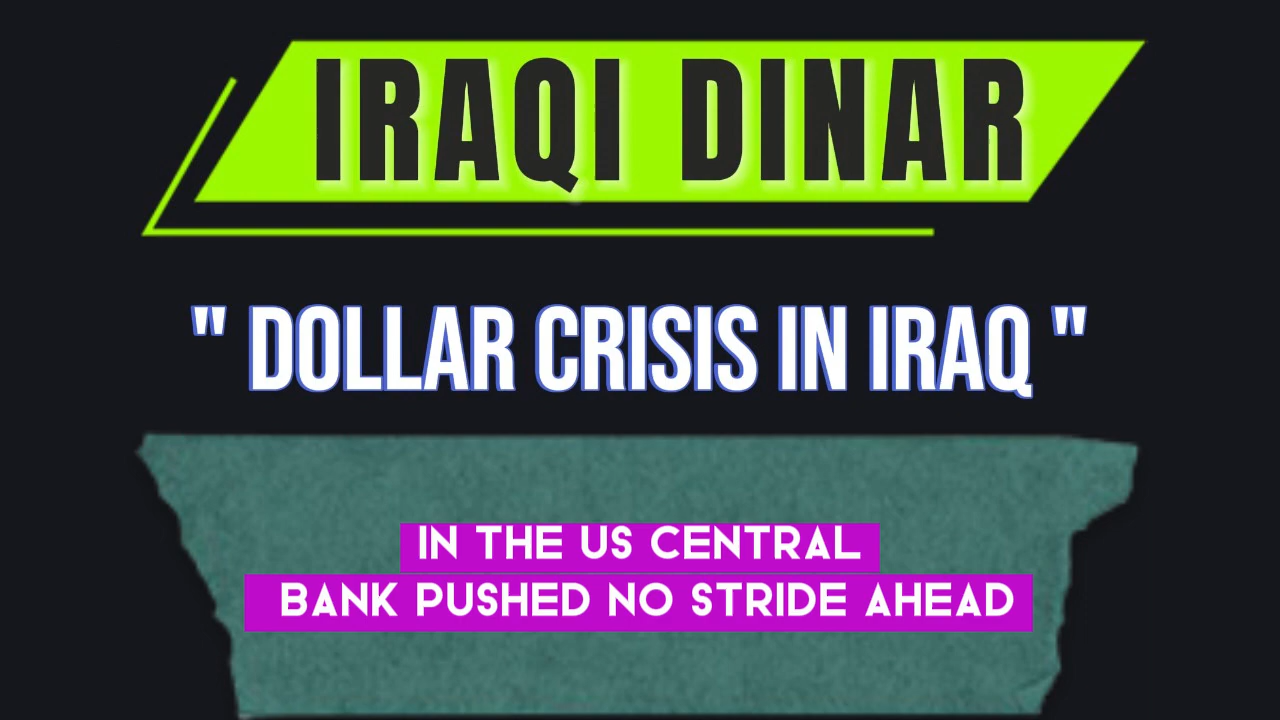 IRAQI DINAR
" DOLLAR CRISIS IN IRAQ "
IN THE US CENTRAL
BANK PUSHED NO STRIDE AHEAD